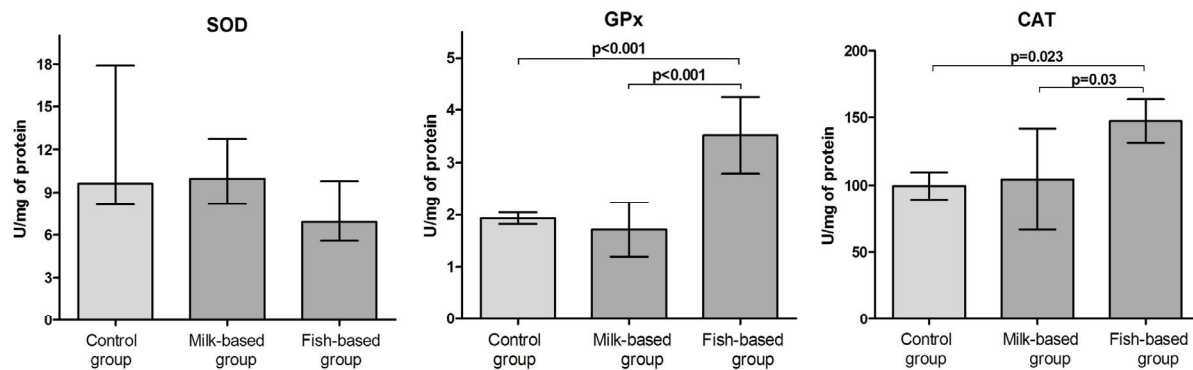 SOD
U/mg of protein
18
15
12
9
6
3
0
Control group
Milk-based group
Fish-based group
GPx
U/mg of protein
5
4
3
2
1
0
p<0.001
p<0.001
Control group
Milk-based group
Fish-based group
CAT
U/mg of protein
200
150
100
50
0
p=0.023
p=0.03
Control group
Milk-based group
Fish-based group